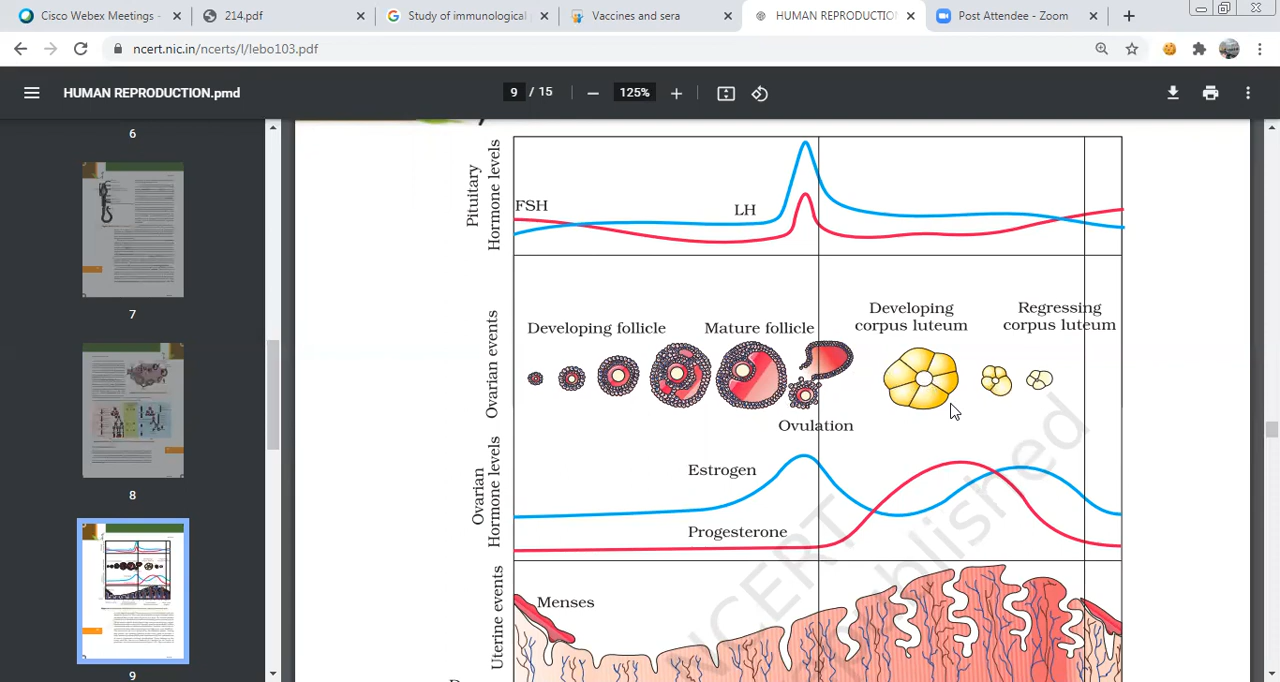 Cisco Webex Meetings -
214.pdf
Study of immunological
Vaccines and sera
HUMAN REPRODUCTIO
Post Attendee - Zoom
ncert.nic.in/ncerts/l/lebo103.pdf
HUMAN REPRODUCTION.pmd
9 / 15
125%
6
7
8
9
Pituitary
Hormone levels
FSH
LH
Ovarian events
Developing follicle
Mature follicle
Developing
corpus luteum
Regressing
corpus luteum
Ovulation
Ovarian
Hormone levels
Estrogen
Progesterone
Uterine events
Menses
NCERT
published